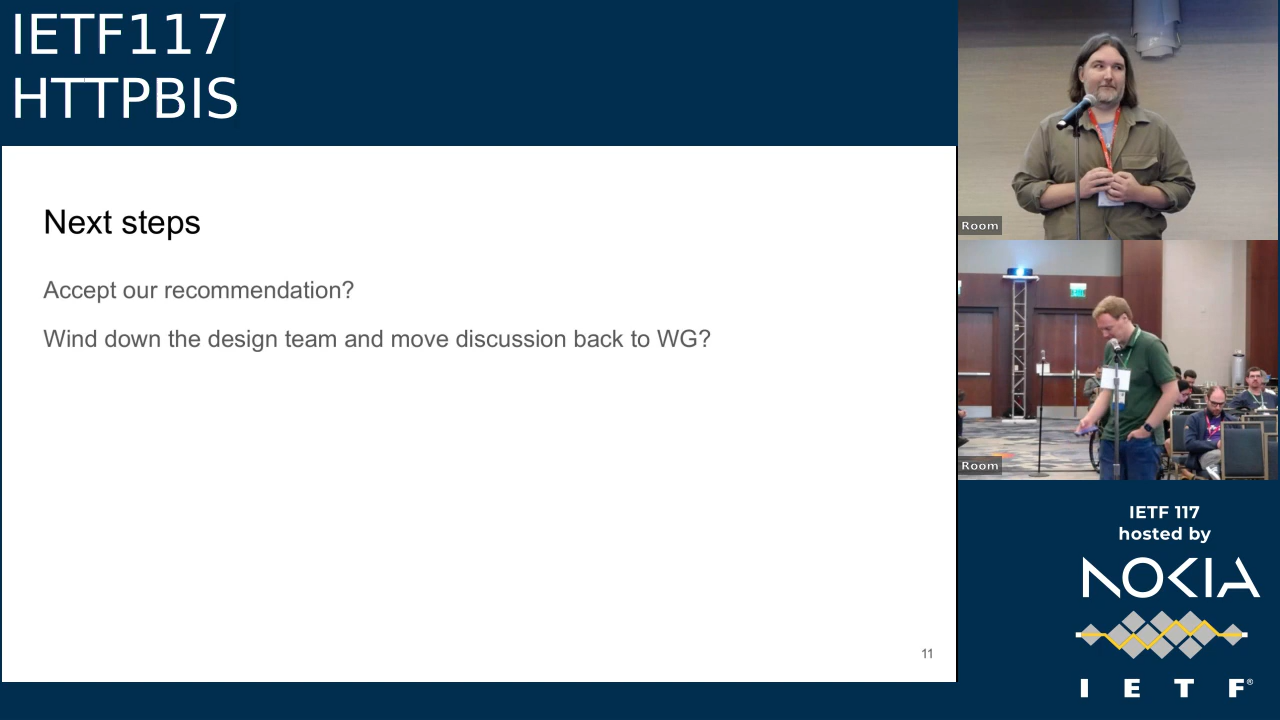 IETF117
HTTPBIS
Next steps
Accept our recommendation?
Wind down the design team and move discussion back to WG?
11
Room
Room
IETF 117
hosted by
NOKIA
I E T F®